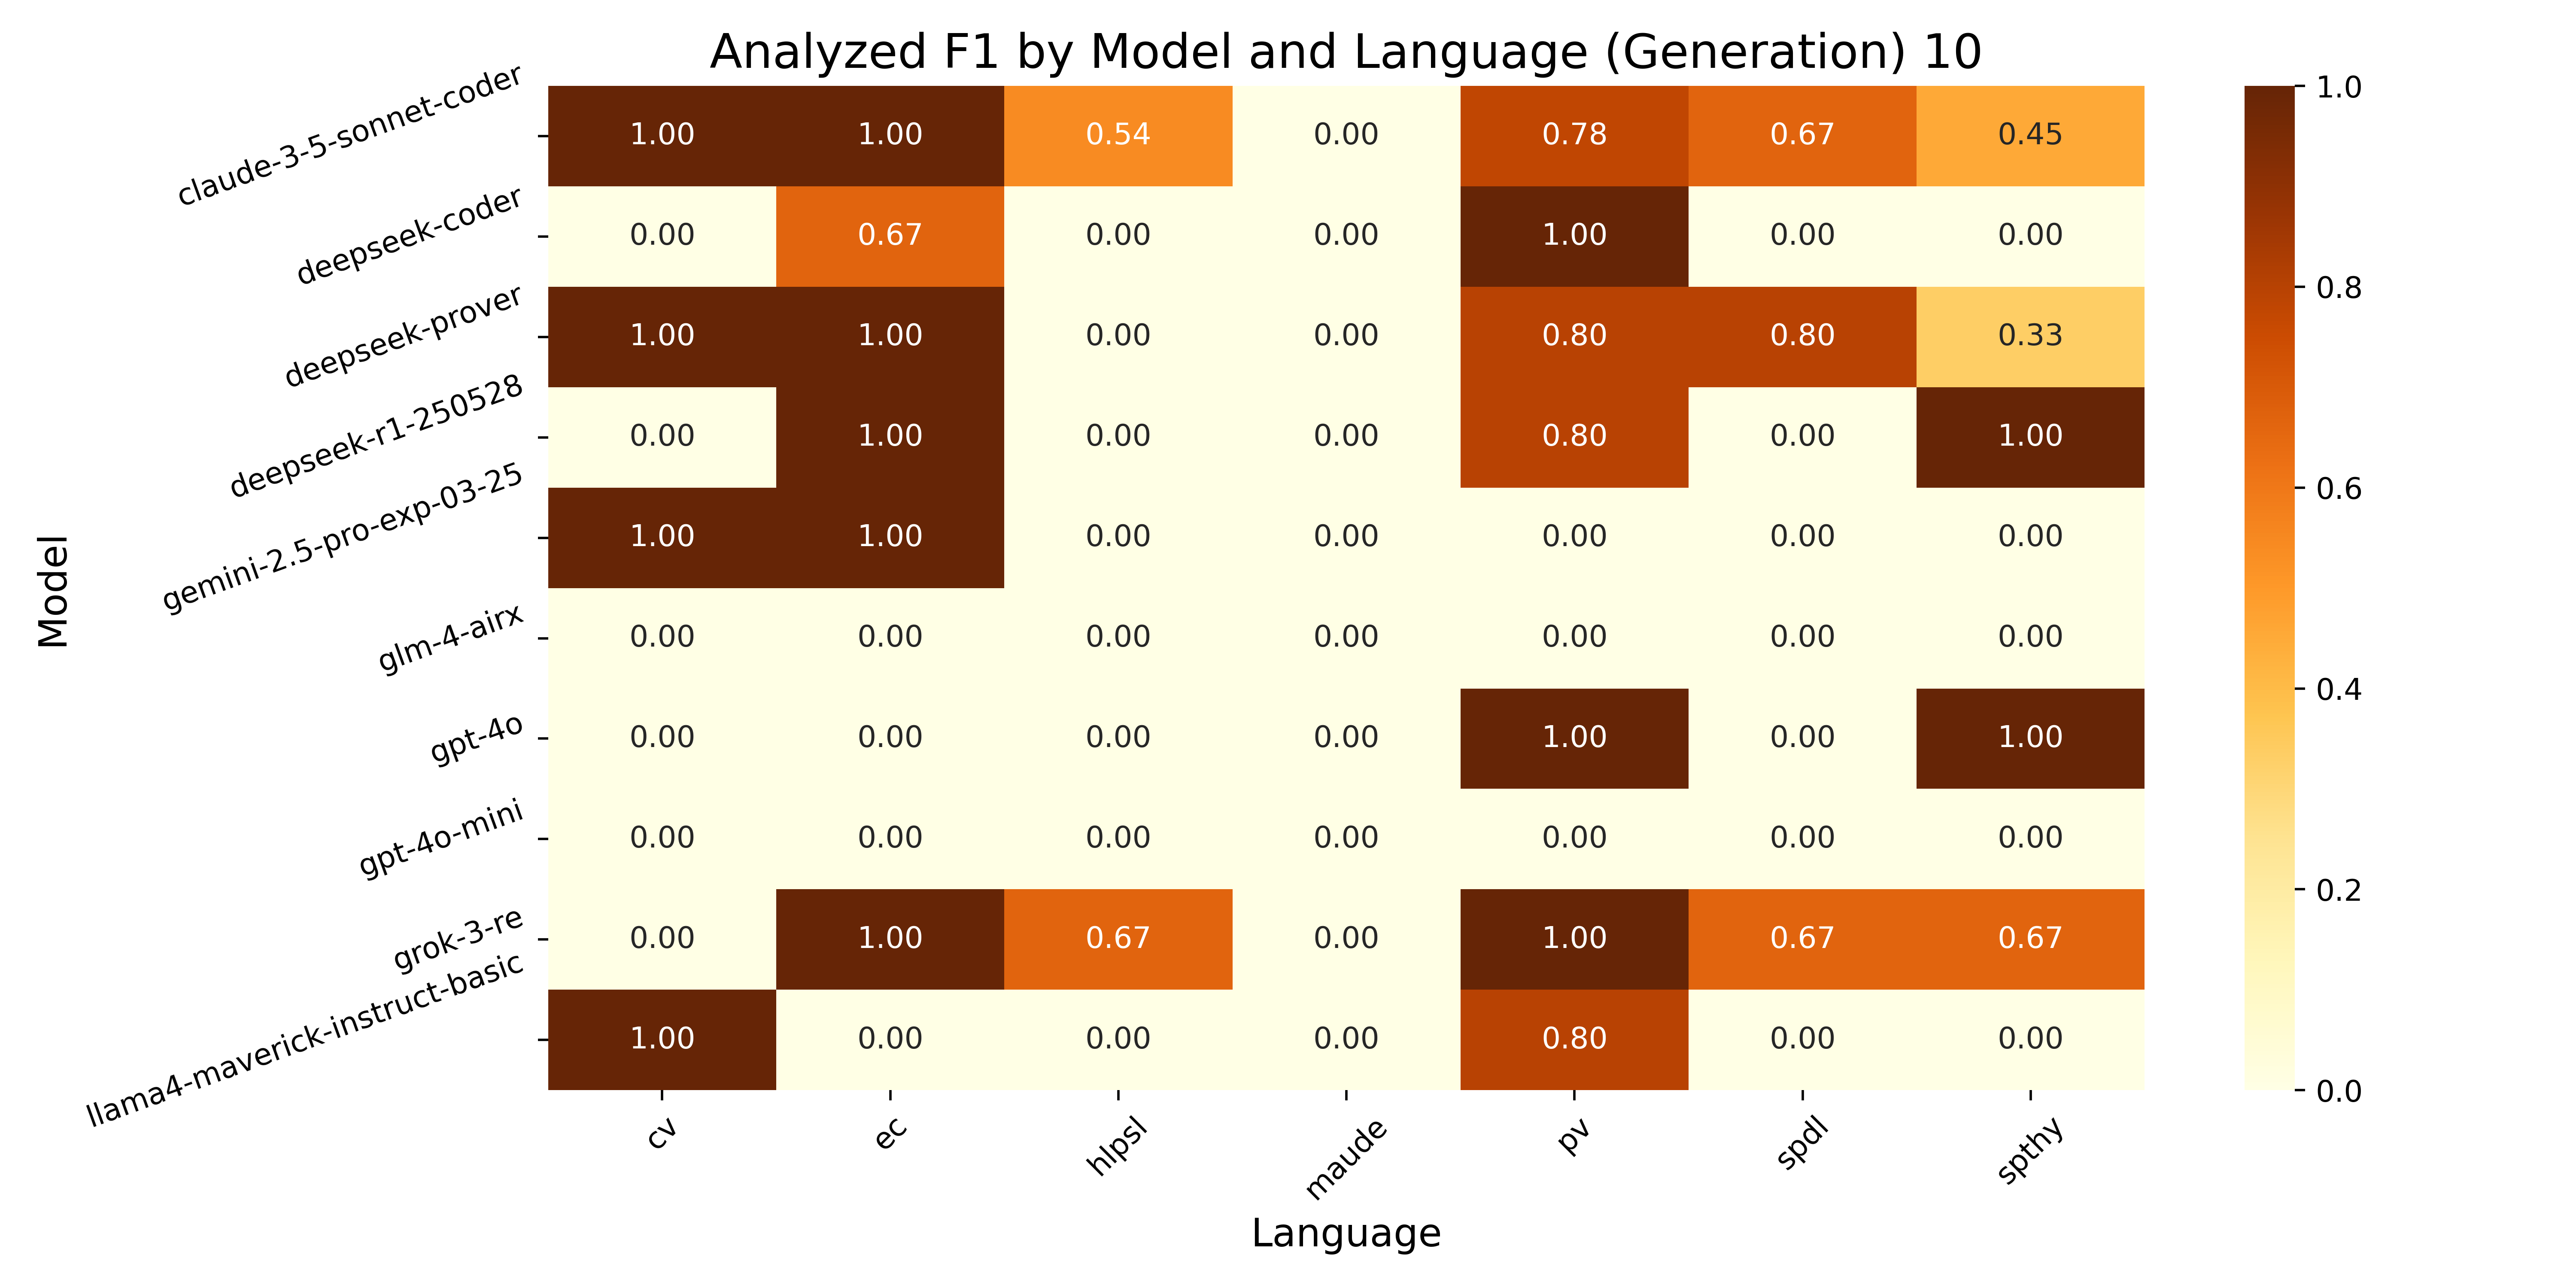 Analyzed F1 by Model and Language (Generation) 10
Model
claude-3-5-sonnet-coder 1.00 1.00 0.54 0.00 0.78 0.67 0.45
deepseek-coder 0.00 0.67 0.00 0.00 1.00 0.00 0.00
deepseek-prover 1.00 1.00 0.00 0.00 0.80 0.80 0.33
deepseek-r1-250528 0.00 1.00 0.00 0.00 0.80 0.00 1.00
gemini-2.5-pro-exp-03-25 1.00 1.00 0.00 0.00 0.00 0.00 0.00
glm-4-airx 0.00 0.00 0.00 0.00 0.00 0.00 0.00
gpt-4o 0.00 0.00 0.00 0.00 1.00 0.00 1.00
gpt-4o-mini 0.00 0.00 0.00 0.00 0.00 0.00 0.00
grok-3-re 0.00 1.00 0.67 0.00 1.00 0.67 0.67
llama4-maverick-instruct-basic 1.00 0.00 0.00 0.00 0.80 0.00 0.00
cv ec hlpsl maude pv spdl spthy
Language
1.0
0.8
0.6
0.4
0.2
0.0